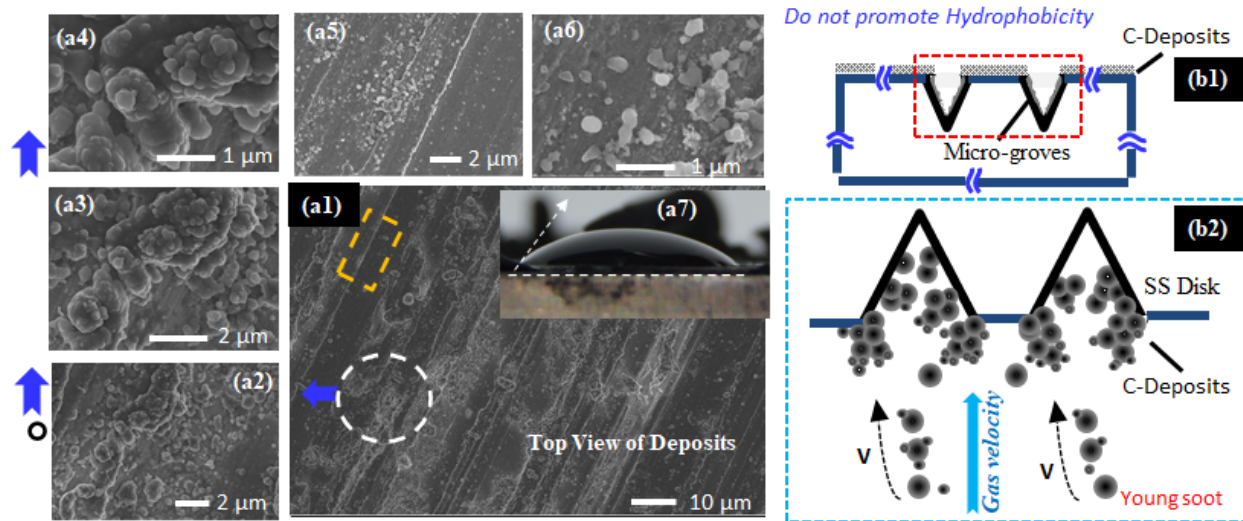 (a4)
1 µm
(a5)
2 µm
(a6)
1 µm
(a3)
2 µm
(a2)
2 µm
(a1)
(a7)
Top View of Deposits
10 µm
Do not promote Hydrophobicity
C-Deposits
(b1)
Micro-groves
(b2)
SS Disk
C-Deposits
V
Gas velocity
V
Young soot